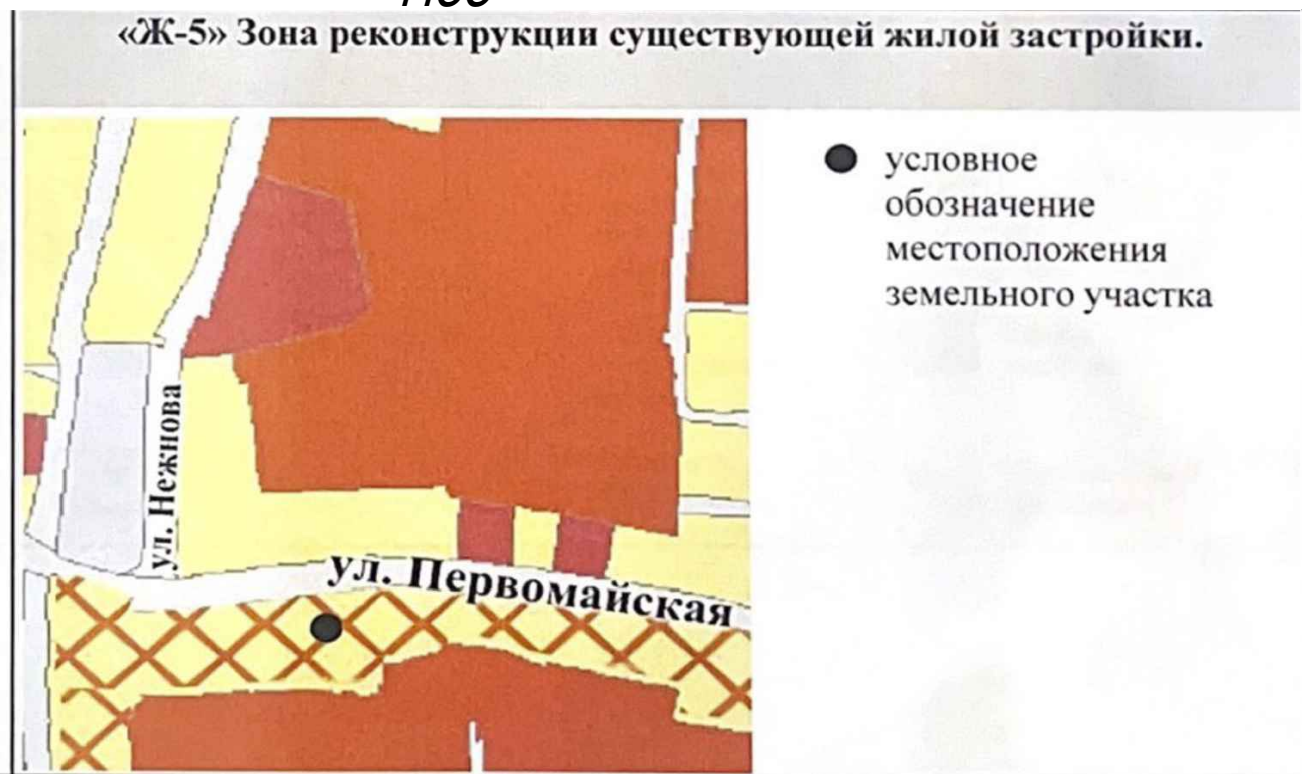 «Ж-5» Зона реконструкции существующей жилой застройки.
условное
обозначение
местоположения
земельного участка
ул. Нежнова
ул. Первомайская